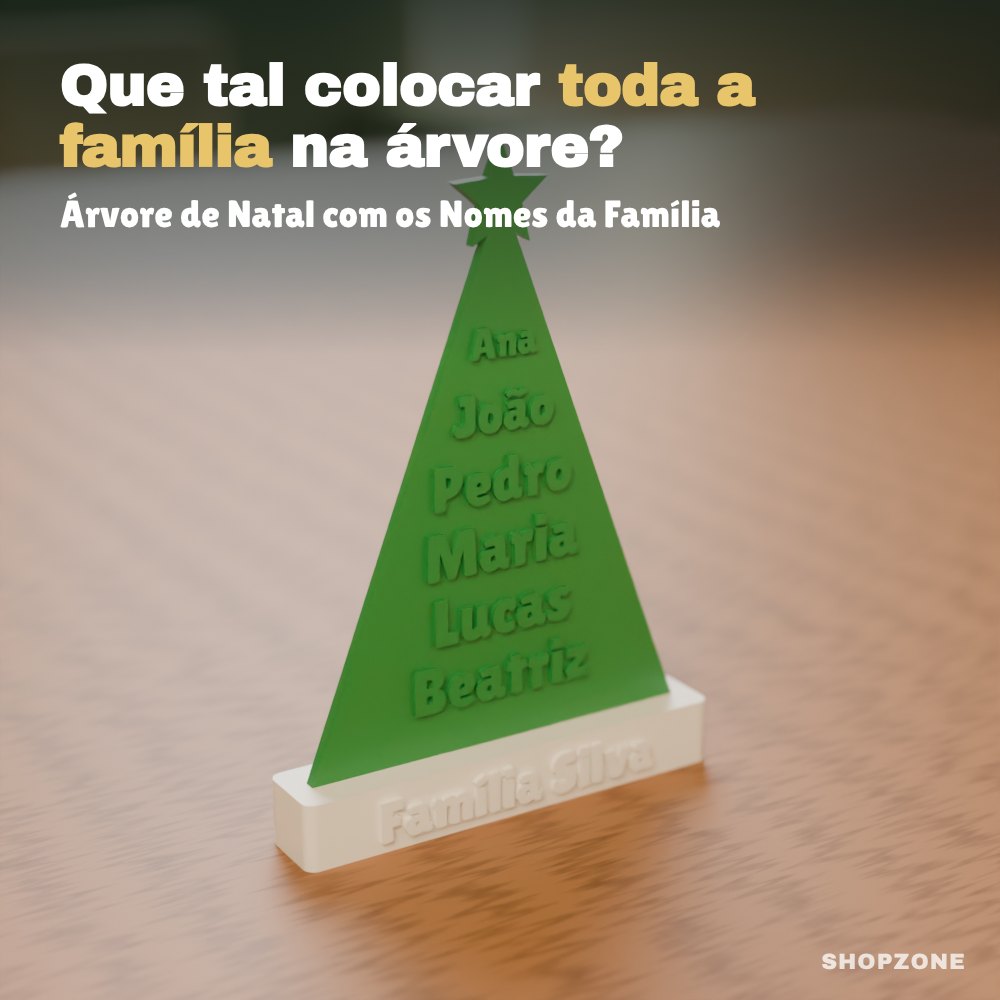 Que tal colocar toda a
família na árvore?
Árvore de Natal com os Nomes da Família
Ana
João
Pedro
Maria
Lucas
Beatriz
Família Silva
SHOPZONE